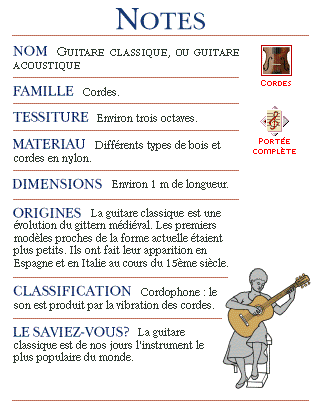 NOTES
NOM GUITARE CLASSIQUE, OU GUITARE
ACOUSTIQUE
FAMILLE Cordes.
TESSITURE Environ trois octaves.
MATERIAU Différents types de bois et
cordes en nylon.
DIMENSIONS Environ 1 m de longueur.
ORIGINES La guitare classique est une
évolution du gittern médiéval. Les premiers
modèles proches de la forme actuelle étaient
plus petits. Ils ont fait leur apparition en
Espagne et en Italie au cours du 15ème siècle.
CLASSIFICATION Cordophone : le
son est produit par la vibration des cordes.
LE SAVIEZ-VOUS? La guitare
classique est de nos jours l'instrument le
plus populaire du monde.
CORDES
PORTÉE
COMPLÈTE